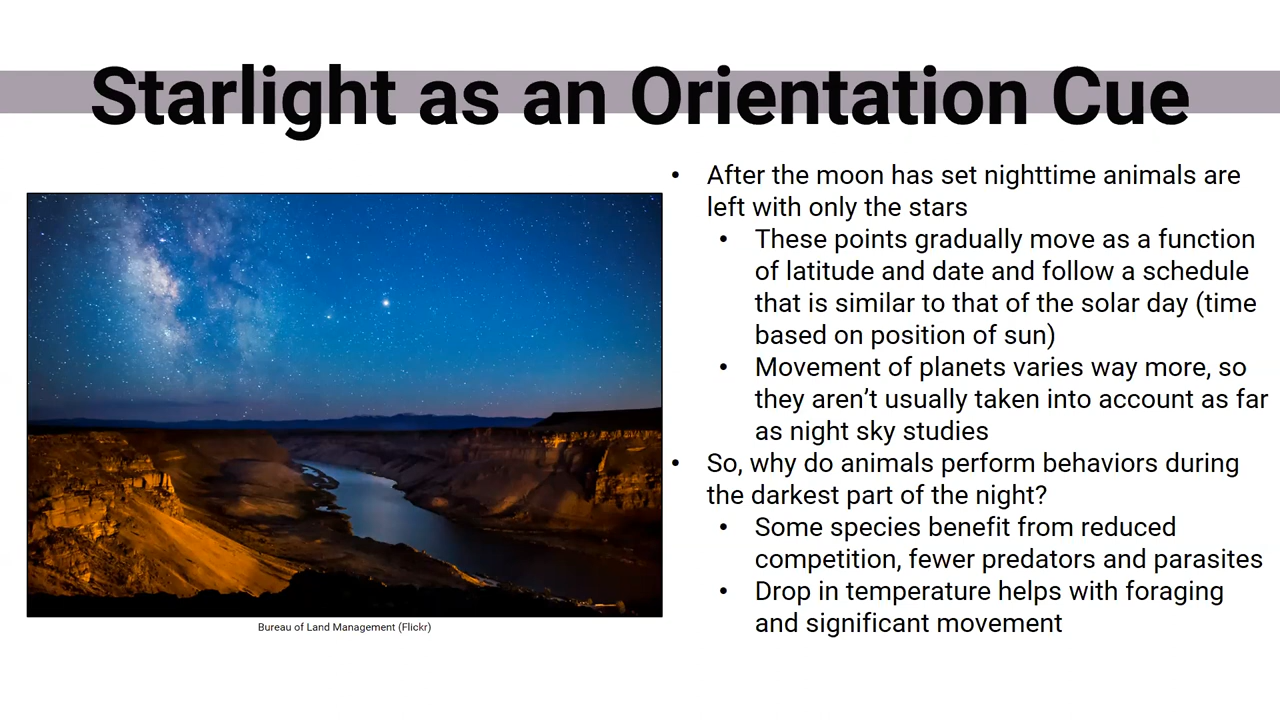 Starlight as an Orientation Cue
• After the moon has set nighttime animals are
left with only the stars
• These points gradually move as a function
of latitude and date and follow a schedule
that is similar to that of the solar day (time
based on position of sun)
• Movement of planets varies way more, so
they aren’t usually taken into account as far
as night sky studies
• So, why do animals perform behaviors during
the darkest part of the night?
• Some species benefit from reduced
competition, fewer predators and parasites
• Drop in temperature helps with foraging
and significant movement
Bureau of Land Management (Flickr)